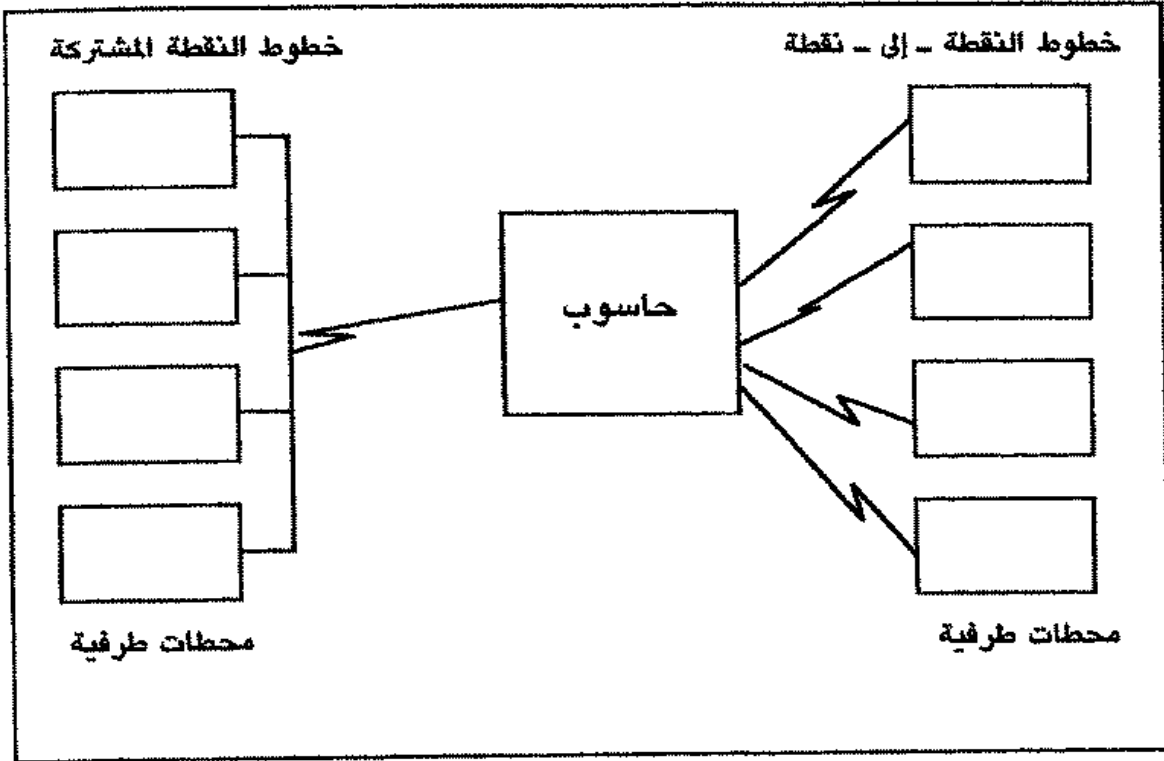 خطوط النقطة ـ إلى ـ نقطة
خطوط النقطة المشتركة
حاسوب
محطات طرفية
محطات طرفية